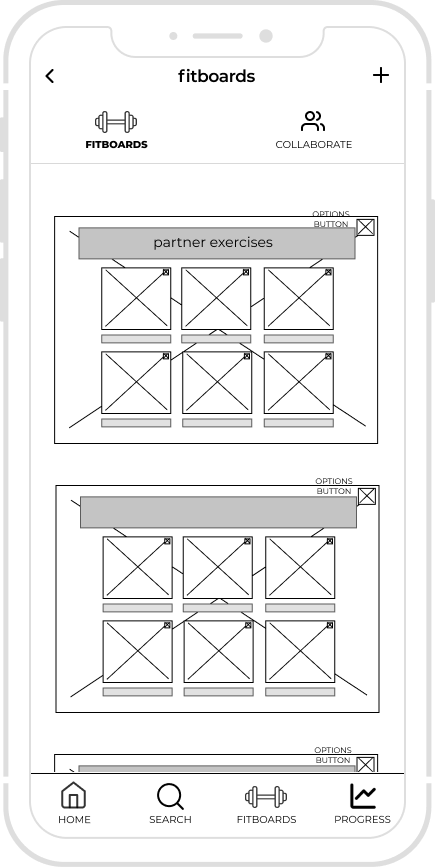 fitboards
FITBOARDS
COLLABORATE
OPTIONS
BUTTON
partner exercises
OPTIONS
BUTTON
OPTIONS
BUTTON
HOME
SEARCH
FITBOARDS
PROGRESS